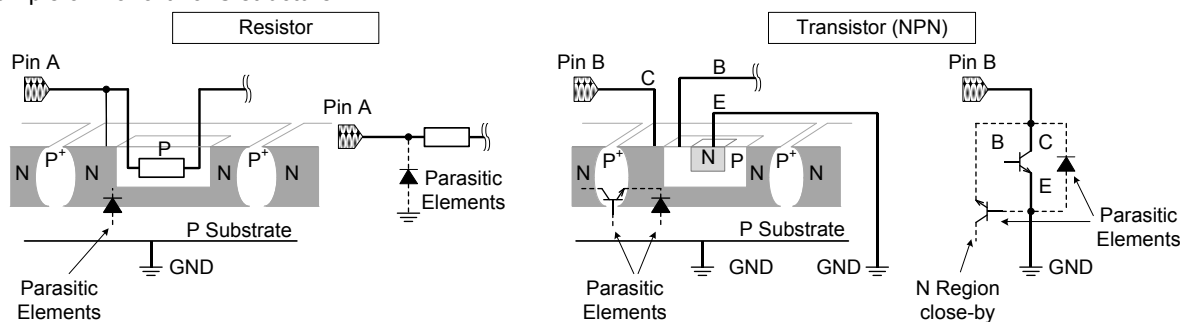 Resistor
Transistor (NPN)
Pin A
Pin A
P
N
P+
N
N
P+
N
Parasitic
Elements
P Substrate
GND
Parasitic
Elements
Pin B
C
B
E
N
P+
N
N
P
P+
N
P Substrate
GND
GND
Parasitic
Elements
Pin B
B
C
E
Parasitic
Elements
GND
N Region
close-by